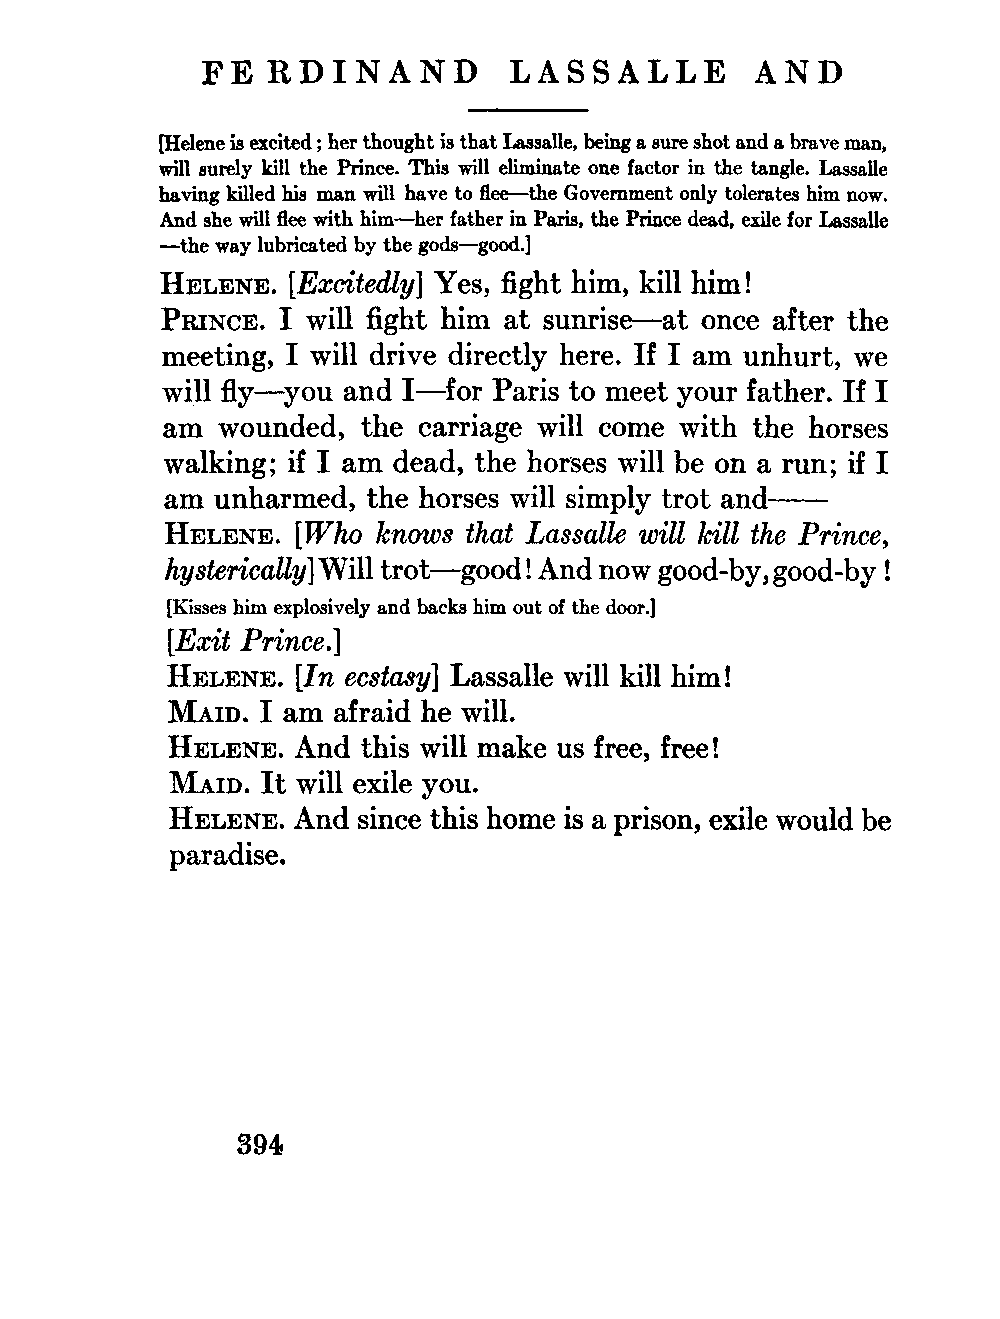 FERDINAND LASSALLE AND
[Helene is excited; her thought is that Lassalle, being a sure shot and a brave man,
will surely kill the Prince. This will eliminate one factor in the tangle. Lassalle
having killed his man will have to flee—the Government only tolerates him now.
And she will flee with him—her father in Paris, the Prince dead, exile for Lassalle
—the way lubricated by the gods—good.]
HELENE. [Excitedly] Yes, fight him, kill him!
PRINCE. I will fight him at sunrise—at once after the
meeting, I will drive directly here. If I am unhurt, we
will fly—you and I—for Paris to meet your father. If I
am wounded, the carriage will come with the horses
walking; if I am dead, the horses will be on a run; if I
am unharmed, the horses will simply trot and——
HELENE. [Who knows that Lassalle will kill the Prince,
hysterically] Will trot—good! And now good-by, good-by!
[Kisses him explosively and backs him out of the door.]
[Exit Prince.]
HELENE. [In ecstasy] Lassalle will kill him!
MAID. I am afraid he will.
HELENE. And this will make us free, free!
MAID. It will exile you.
HELENE. And since this home is a prison, exile would be
paradise.
394